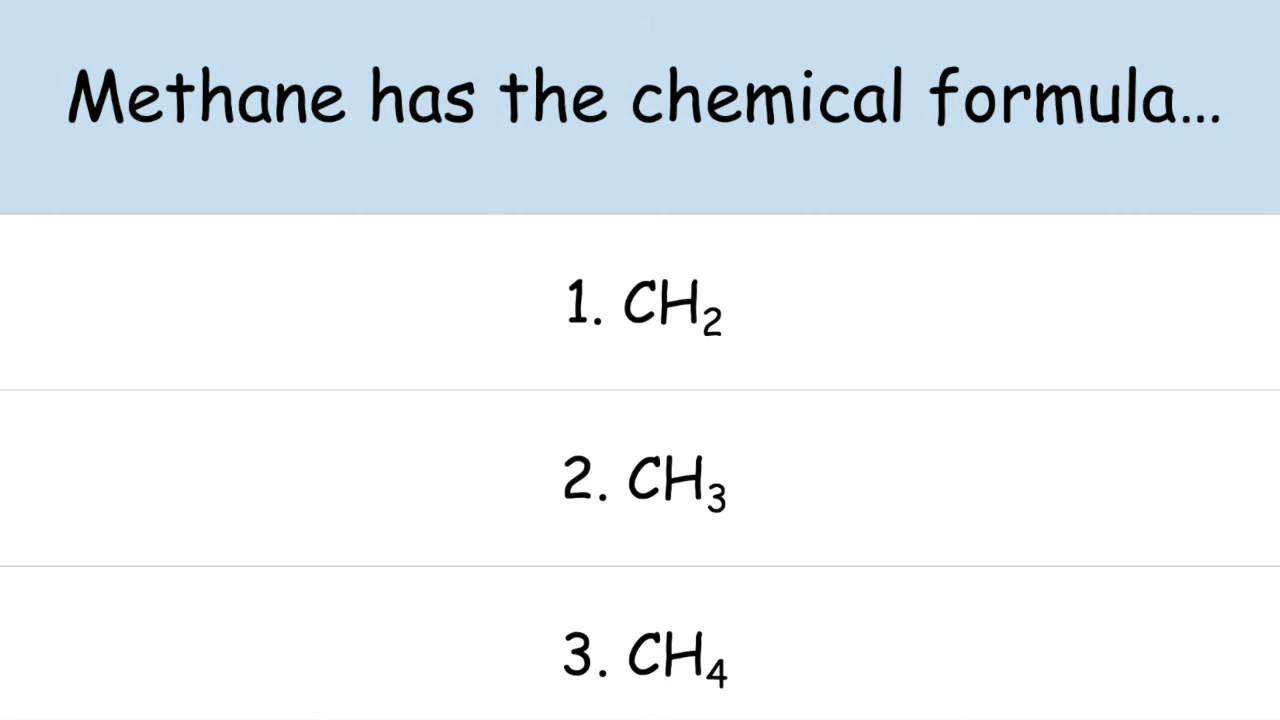 Methane has the chemical formula...
1. CH₂
2. CH₃
3. CH₄